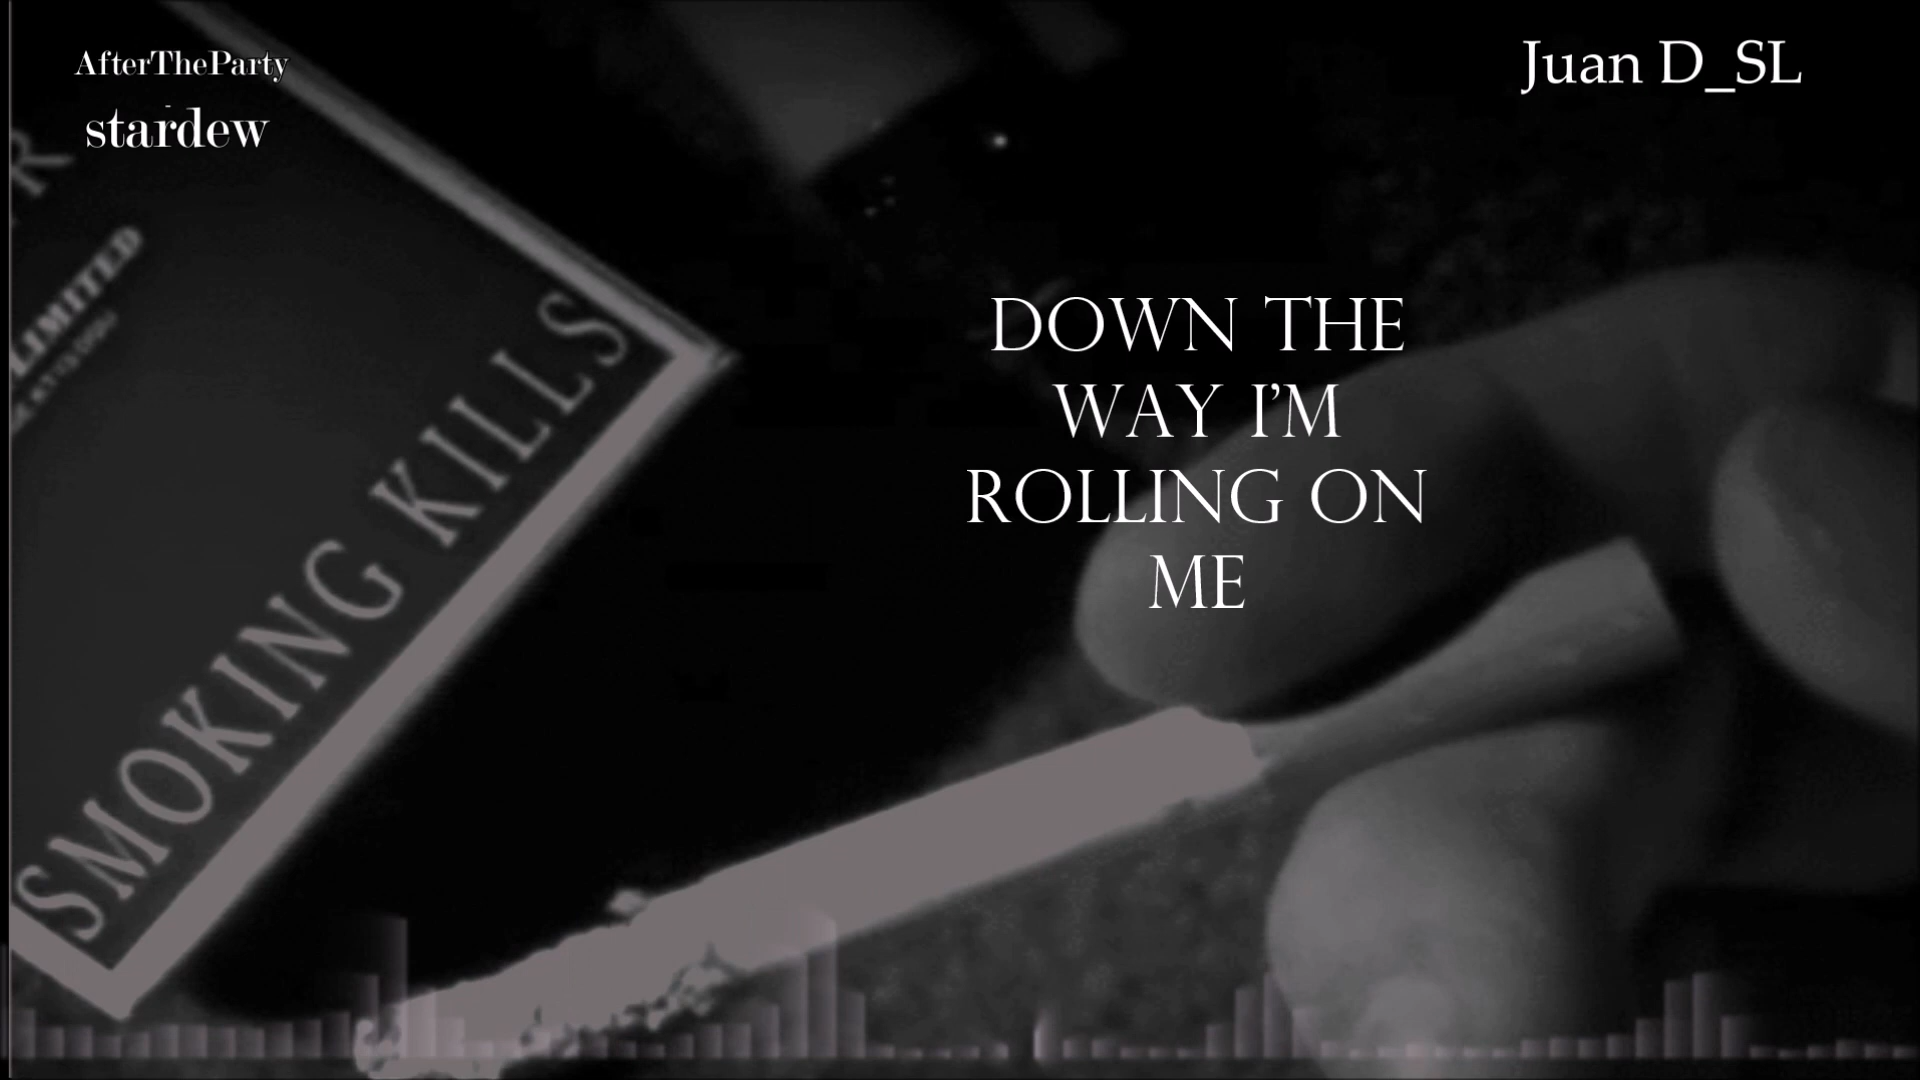 AfterTheParty
stardew
Juan D_SL
DOWN THE
WAY I'M
ROLLING ON
ME
LIMITED
SMOKING KILLS